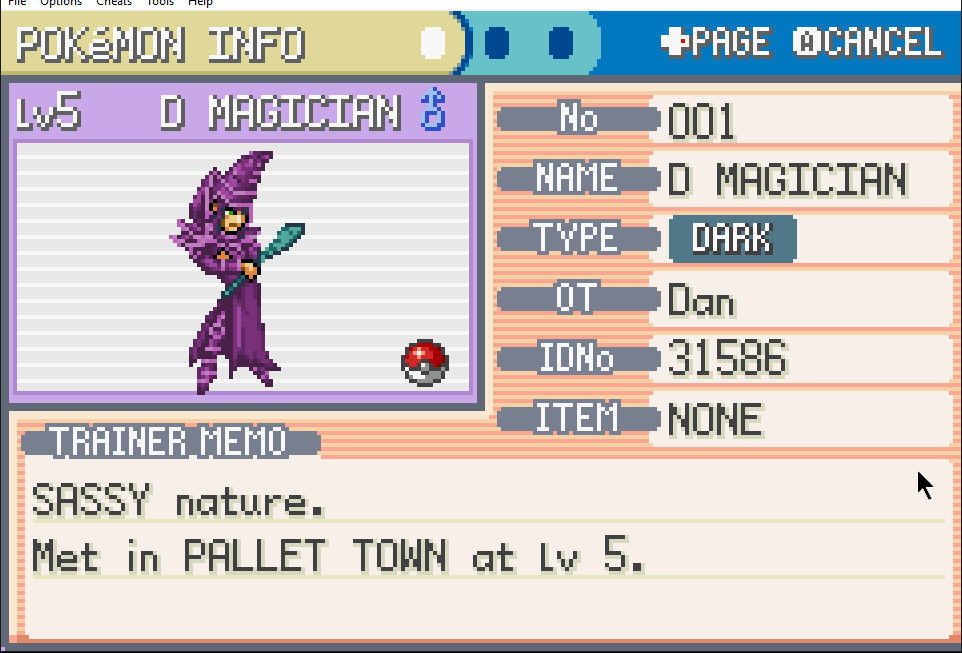 File Options Cheats Tools Help
POKéMON INFO PAGE A CANCEL
Lv5 D MAGICIAN ♂
No 001
NAME D MAGICIAN
TYPE DARK
OT Dan
IDNo 31586
ITEM NONE
TRAINER MEMO
SASSY nature.
Met in PALLET TOWN at Lv 5.